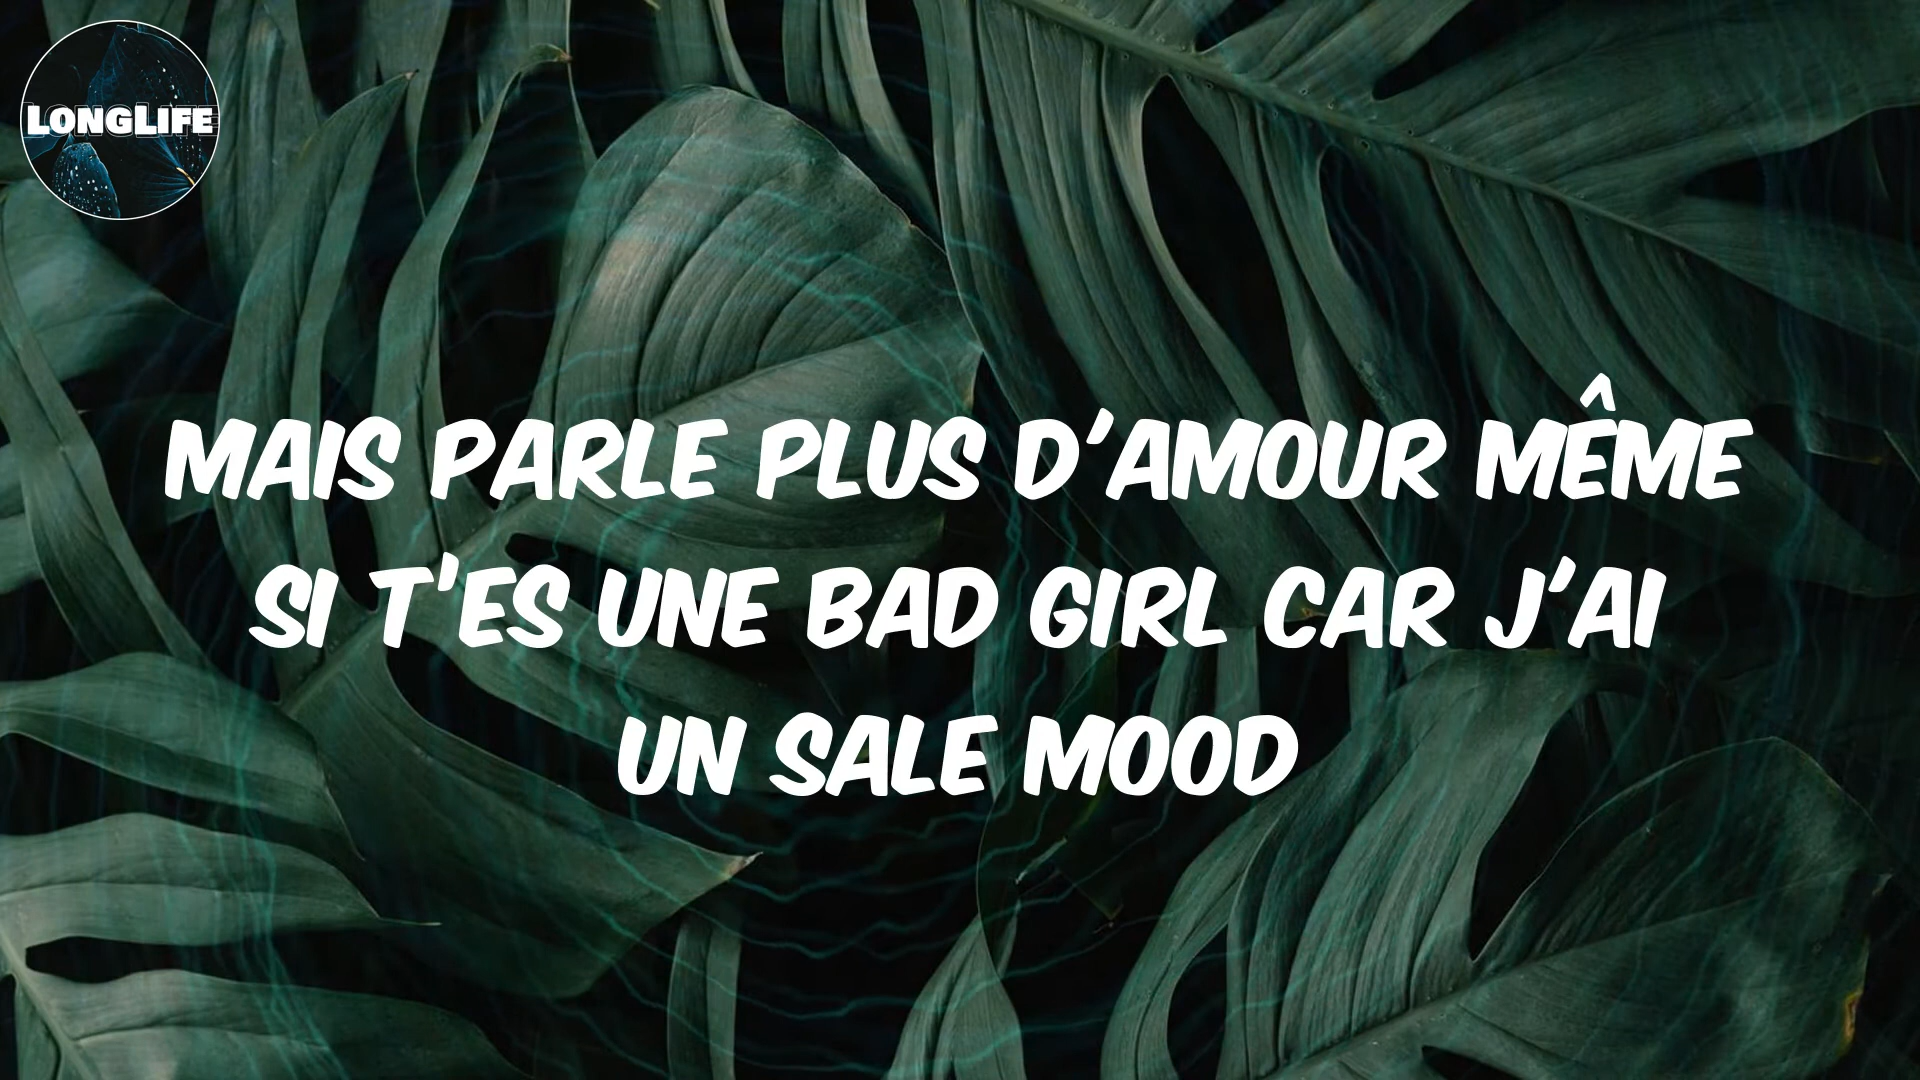 LONGLIFE
MAIS PARLE PLUS D'AMOUR MÊME
SI T'ES UNE BAD GIRL CAR J'AI
UN SALE MOOD